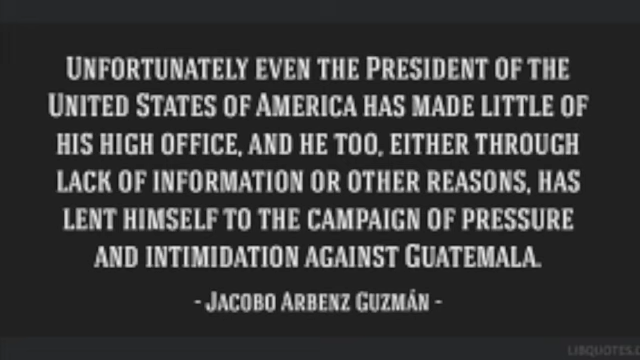 Unfortunately even the President of the
United States of America has made little of
his high office, and he too, either through
lack of information or other reasons, has
lent himself to the campaign of pressure
and intimidation against Guatemala.
- Jacobo Arbenz Guzmán -
LIBQUOTES.C